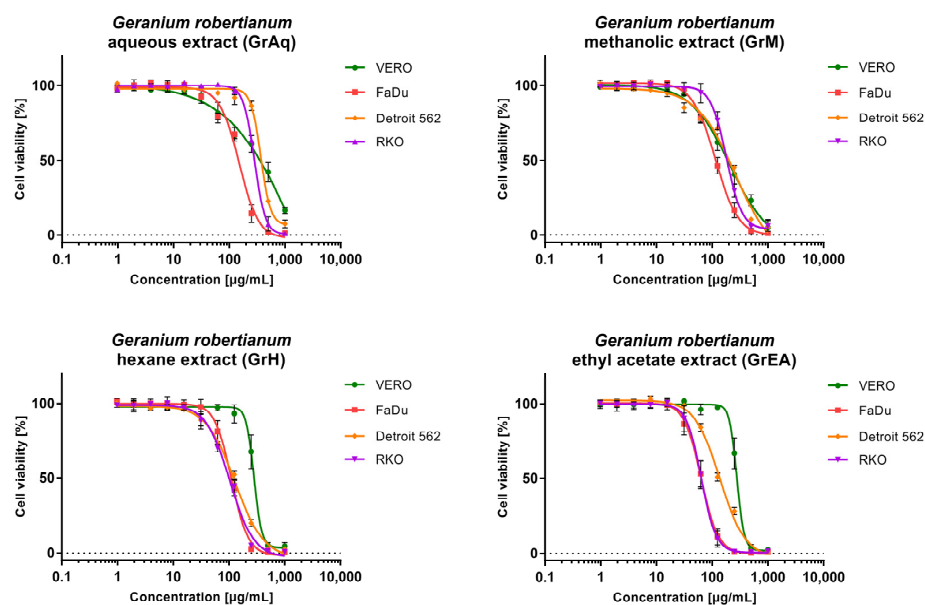 Geranium robertianum
aqueous extract (GrAq)
VERO
FaDu
Detroit 562
RKO
Cell viability [%]
100
50
0
0.1
1
10
100
1,000
10,000
Concentration [µg/mL]
Geranium robertianum
methanolic extract (GrM)
VERO
FaDu
Detroit 562
RKO
Cell viability [%]
100
50
0
0.1
1
10
100
1,000
10,000
Concentration [µg/mL]
Geranium robertianum
hexane extract (GrH)
VERO
FaDu
Detroit 562
RKO
Cell viability [%]
100
50
0
0.1
1
10
100
1,000
10,000
Concentration [µg/mL]
Geranium robertianum
ethyl acetate extract (GrEA)
VERO
FaDu
Detroit 562
RKO
Cell viability [%]
100
50
0
0.1
1
10
100
1,000
10,000
Concentration [µg/mL]